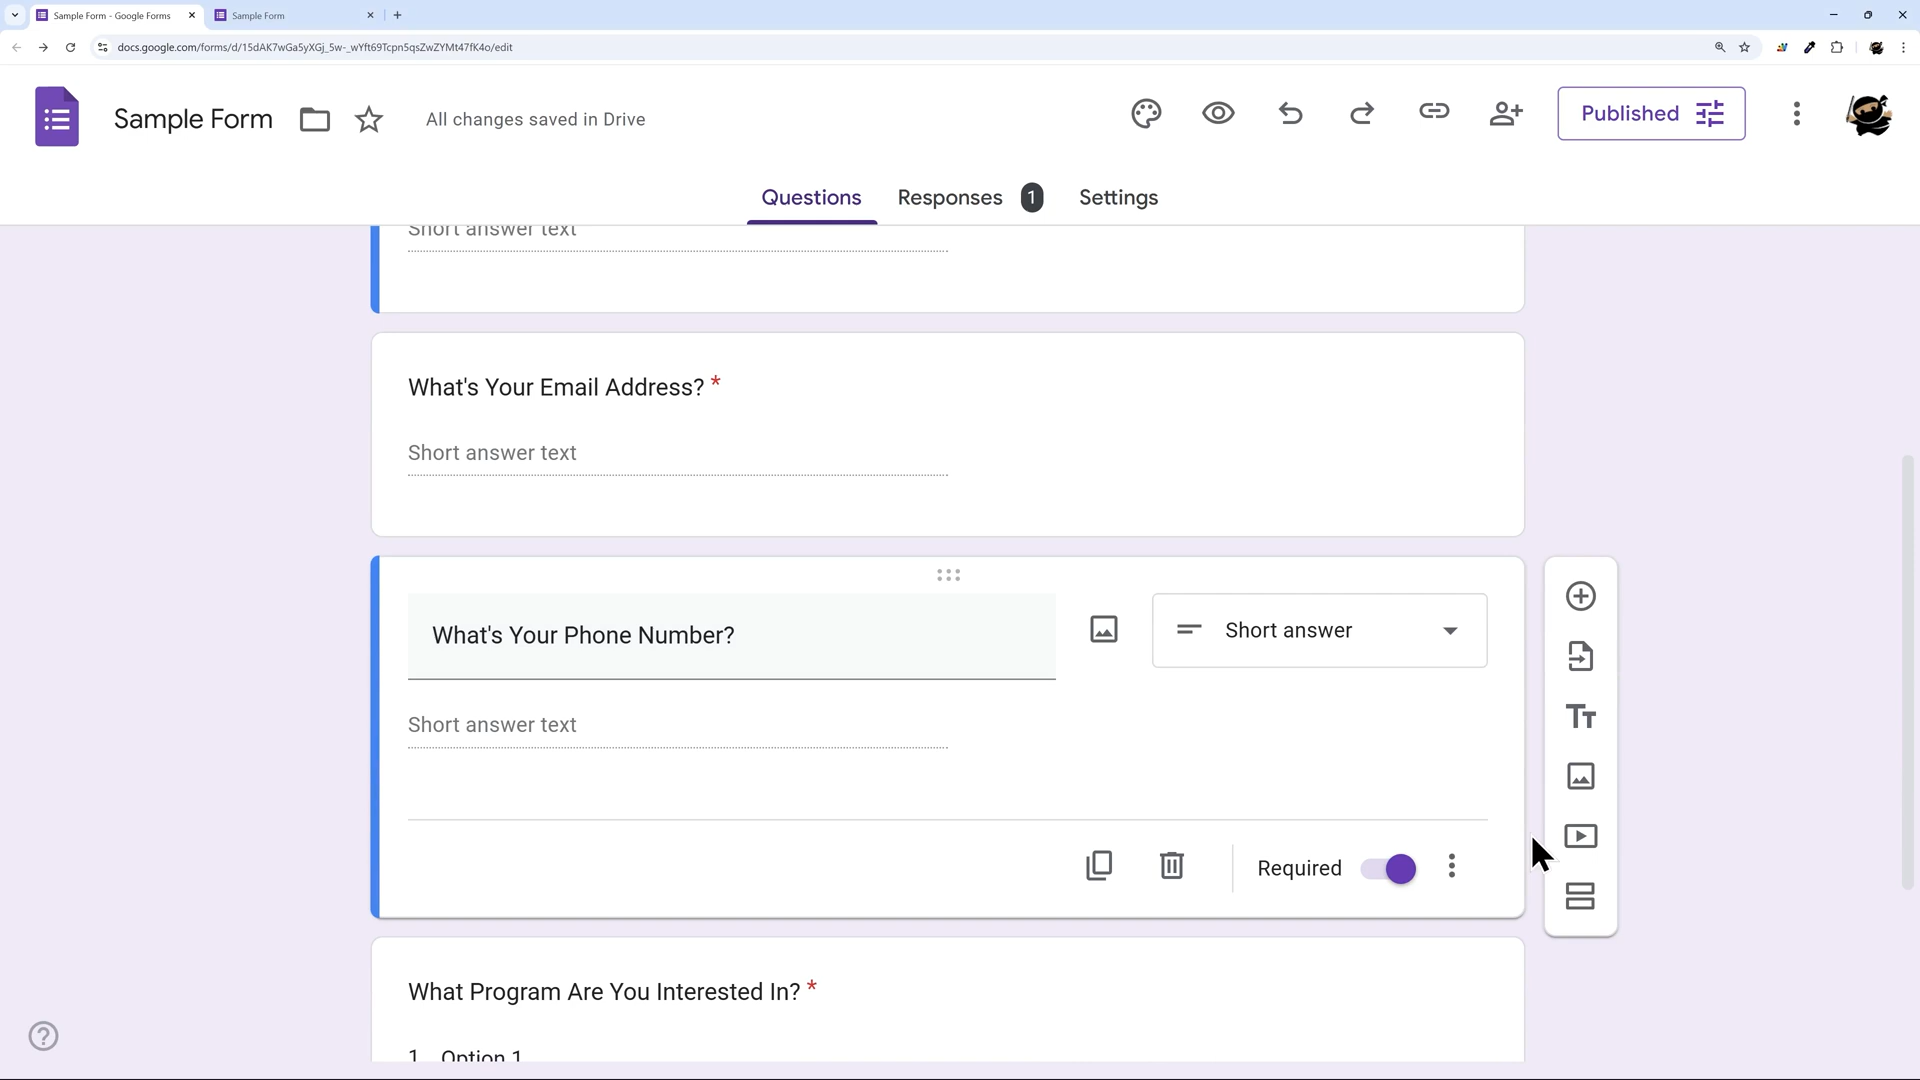 Sample Form - Google Forms
Sample Form
docs.google.com/forms/d/15dAK7wGa5yXGj_5w-_wYft69Tcpn5qsZwZYMt47fK4o/edit
Sample Form
All changes saved in Drive
Published
Questions
Responses 1
Settings
Short answer text
What's Your Email Address? *
Short answer text
What's Your Phone Number?
Short answer
Short answer text
Required
What Program Are You Interested In? *
1. Option 1